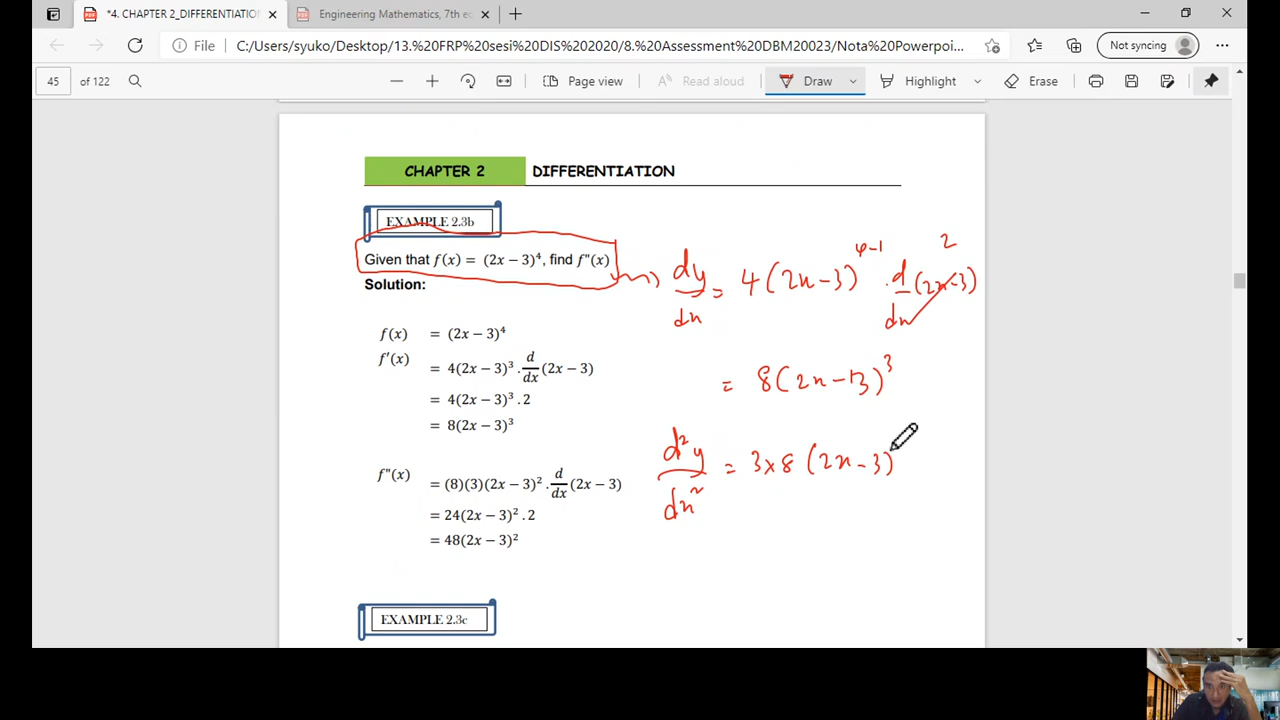 *4. CHAPTER 2_DIFFERENTIATIO
Engineering Mathematics, 7th e
File C:/Users/syuko/Desktop/13.%20FRP%20sesi%20DIS%202020/8.%20Assessment%20DBM20023/Nota%20Powerpoi... Not syncing
45 of 122 Page view Read aloud Draw Highlight Erase
CHAPTER 2 DIFFERENTIATION
EXAMPLE 2.3b
Given that f(x) = (2x − 3)⁴, find f"(x)
Solution:
f(x) = (2x − 3)⁴
f'(x) = 4(2x − 3)³ . d/dx (2x − 3)
= 4(2x − 3)³ . 2
= 8(2x − 3)³
f"(x) = (8)(3)(2x − 3)² . d/dx (2x − 3)
= 24(2x − 3)² . 2
= 48(2x − 3)²
EXAMPLE 2.3c
dy/dx = 4(2x−3)⁴⁻¹ . d/dx (2x−3) 2
= 8(2x−13)³
d²y/dx² = 3×8 (2x−3)